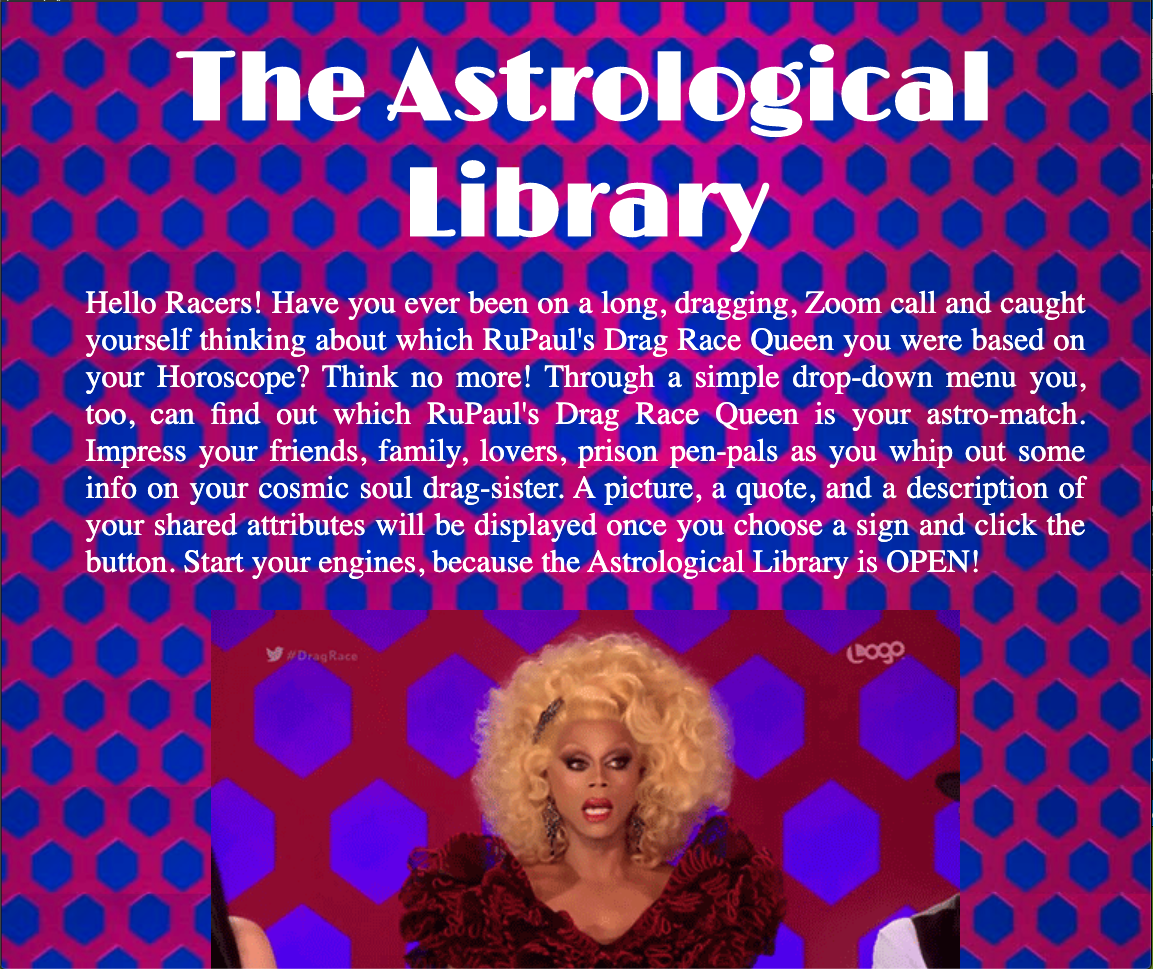 The Astrological
Library
Hello Racers! Have you ever been on a long, dragging, Zoom call and caught
yourself thinking about which RuPaul's Drag Race Queen you were based on
your Horoscope? Think no more! Through a simple drop-down menu you,
too, can find out which RuPaul's Drag Race Queen is your astro-match.
Impress your friends, family, lovers, prison pen-pals as you whip out some
info on your cosmic soul drag-sister. A picture, a quote, and a description of
your shared attributes will be displayed once you choose a sign and click the
button. Start your engines, because the Astrological Library is OPEN!
#DragRace
Logo